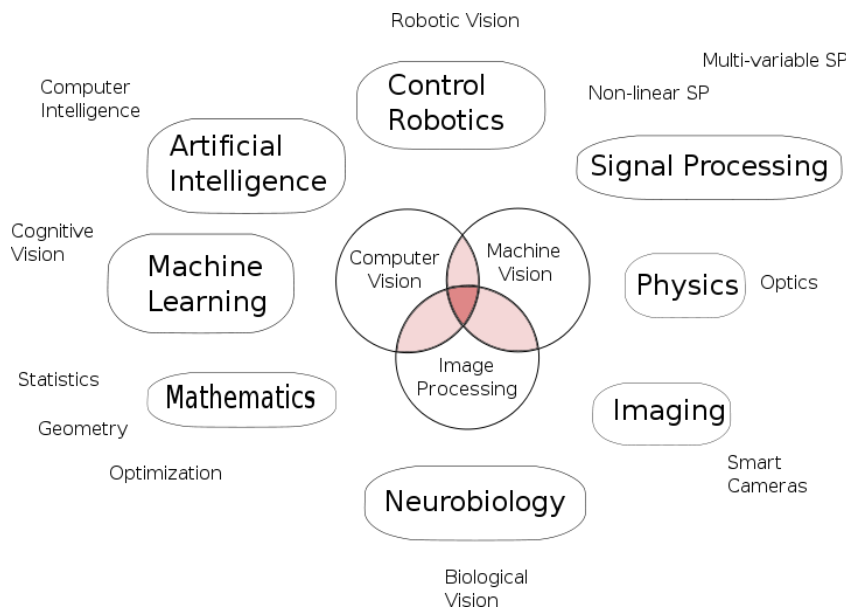 Robotic Vision
Multi-variable SP
Non-linear SP
Computer
Intelligence
Control
Robotics
Artificial
Intelligence
Signal Processing
Cognitive
Vision
Machine
Learning
Computer
Vision
Machine
Vision
Physics
Optics
Image
Processing
Statistics
Mathematics
Geometry
Optimization
Imaging
Smart
Cameras
Neurobiology
Biological
Vision